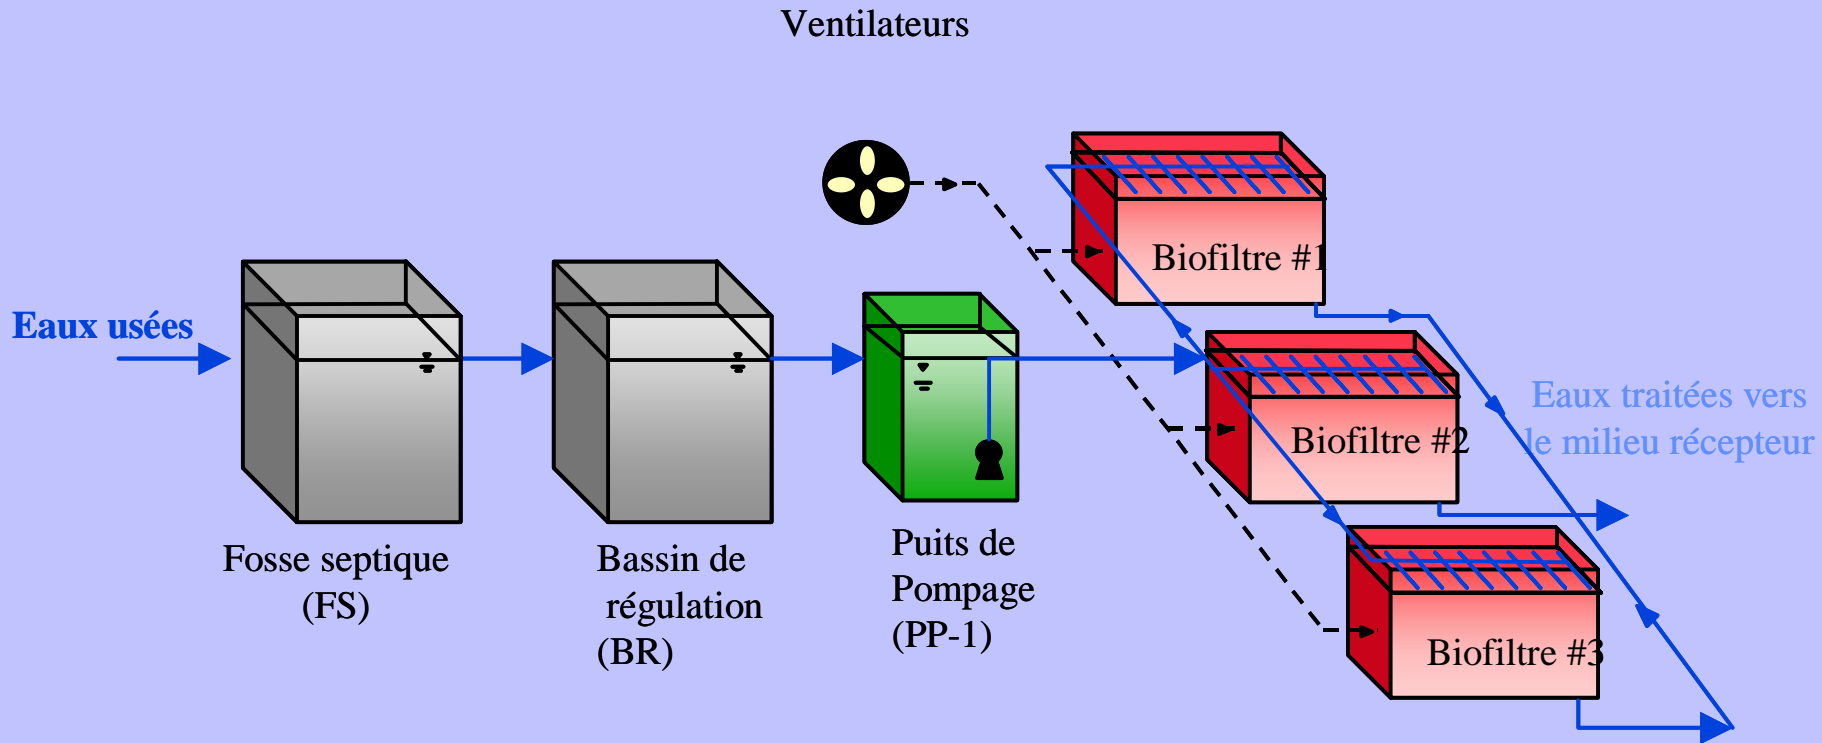 Ventilateurs
Eaux usées
Biofiltre #1
Biofiltre #2
Biofiltre #3
Eaux traitées vers
le milieu récepteur
Fosse septique
(FS)
Bassin de
régulation
(BR)
Puits de
Pompage
(PP-1)